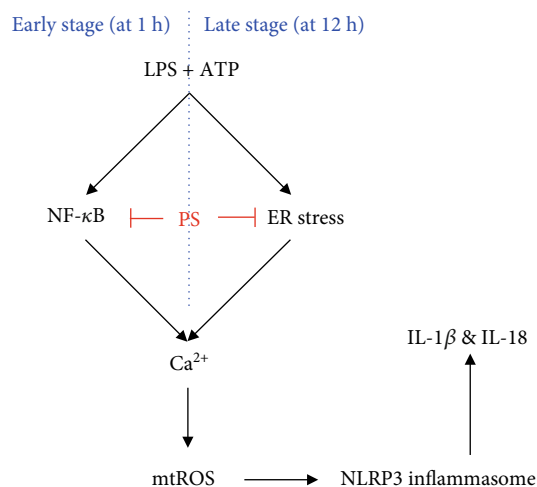 Early stage (at 1 h) Late stage (at 12 h)
LPS + ATP
NF-κB PS ER stress
Ca²⁺
IL-1β & IL-18
mtROS NLRP3 inflammasome